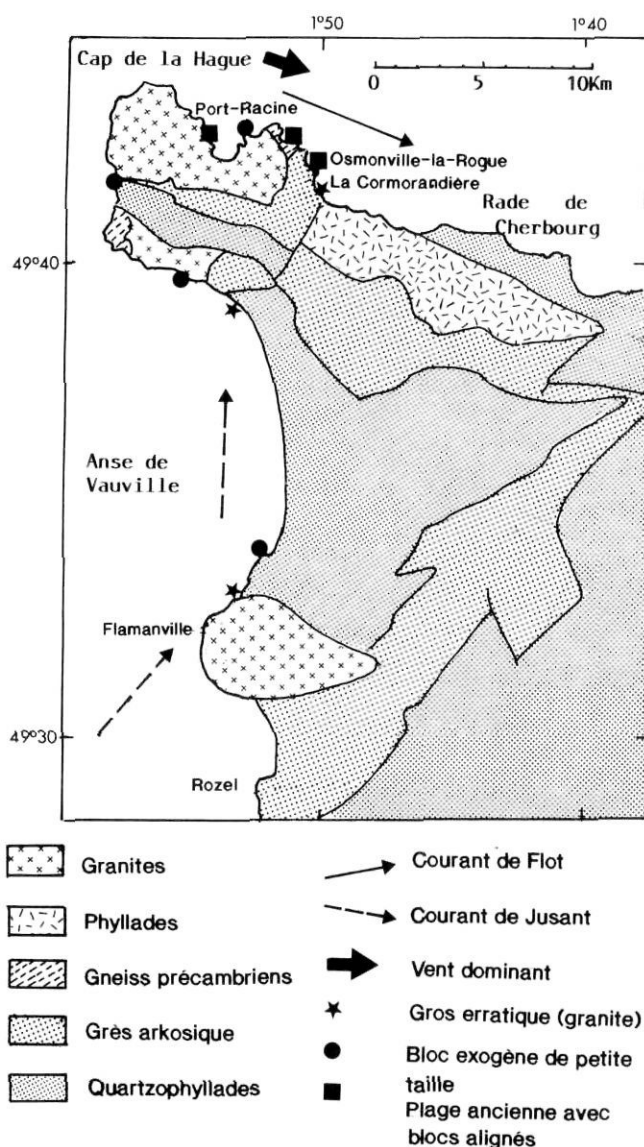 1°50
1°40
Cap de la Hague
0 5 10Km
Port-Racine
Osmonville-la-Rogue
La Cormorandière
Rade de
Cherbourg
49°40
Anse de
Vauville
Flamanville
49°30
Rozel
Granites
Phyllades
Gneiss précambriens
Grès arkosique
Quartzophyllades
Courant de Flot
Courant de Jusant
Vent dominant
Gros erratique (granite)
Bloc exogène de petite
taille
Plage ancienne avec
blocs alignés